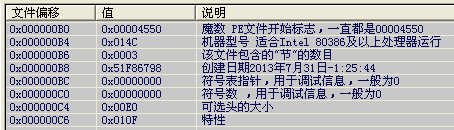 文件偏移 值 说明
0x000000B0 0x00004550 魔数 PE文件开始标志，一直都是00004550
0x000000B4 0x014C 机器型号 适合Intel 80386及以上处理器运行
0x000000B6 0x0003 该文件包含的“节”的数目
0x000000B8 0x51F86798 创建日期2013年7月31日-1:25:44
0x000000BC 0x00000000 符号表指针，用于调试信息，一般为0
0x000000C0 0x00000000 符号数 ，用于调试信息，一般为0
0x000000C4 0x00E0 可选头的大小
0x000000C6 0x010F 特性